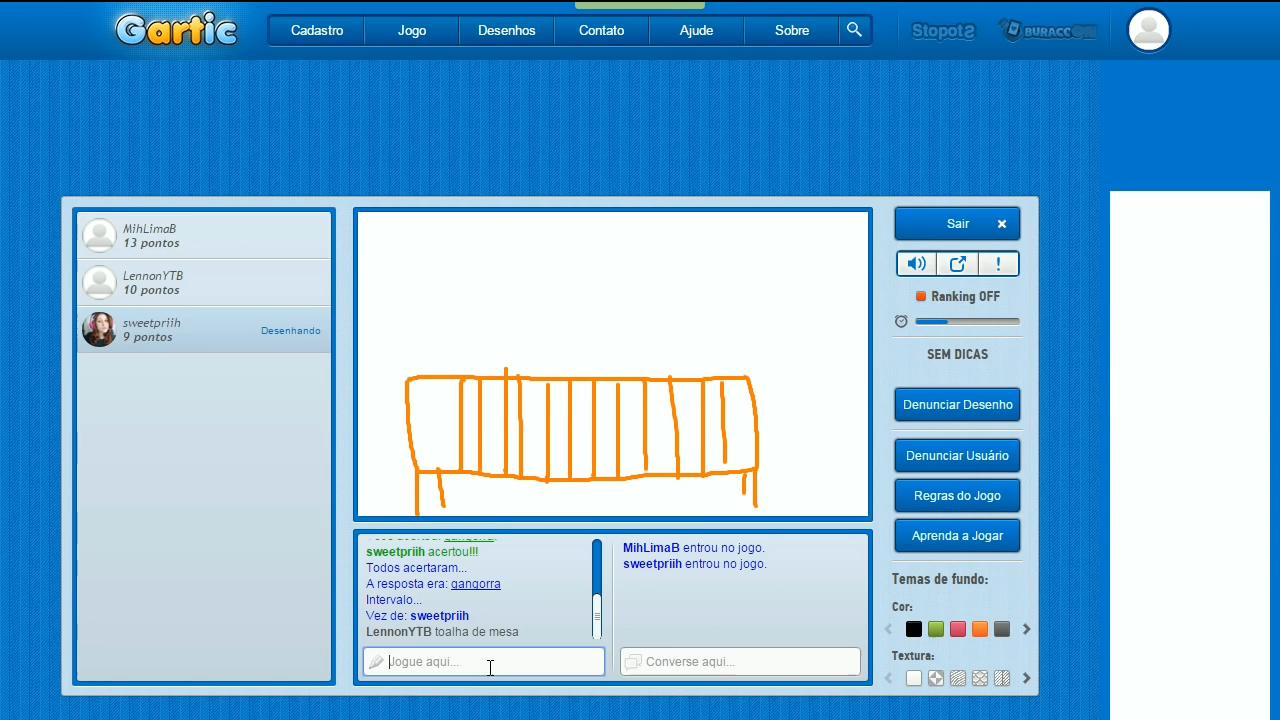 Gartic
Cadastro
Jogo
Desenhos
Contato
Ajude
Sobre
StopotS
BURACOON
MihLimaB
13 pontos
LennonYTB
10 pontos
sweetpriih
9 pontos
Desenhando
sweetpriih acertou!!!
Todos acertaram...
A resposta era: gangorra
Intervalo...
Vez de: sweetpriih
LennonYTB toalha de mesa
Jogue aqui...
MihLimaB entrou no jogo.
sweetpriih entrou no jogo.
Converse aqui...
Sair
Ranking OFF
SEM DICAS
Denunciar Desenho
Denunciar Usuário
Regras do Jogo
Aprenda a Jogar
Temas de fundo:
Cor:
Textura: